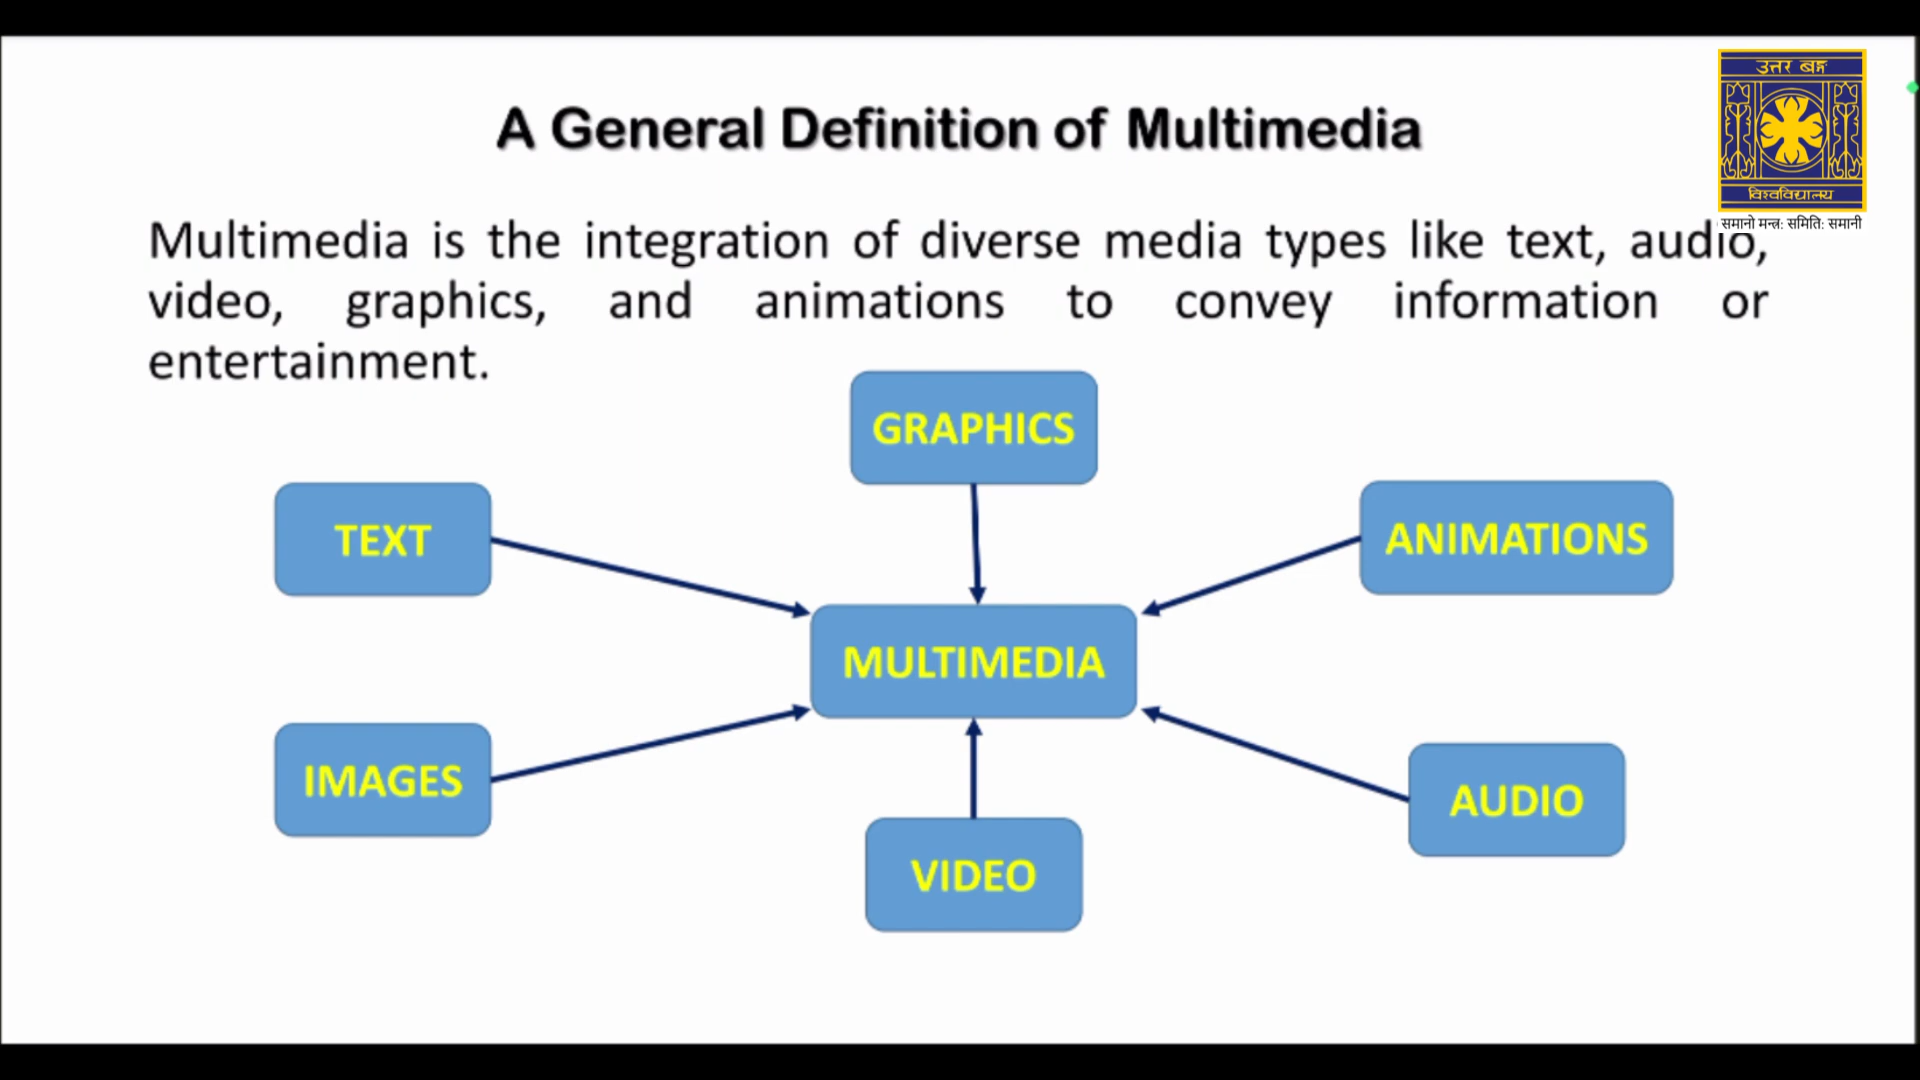 उत्तर बङ्ग
विश्वविद्यालय
समानो मन्त्र: समिति: समानी
A General Definition of Multimedia
Multimedia is the integration of diverse media types like text, audio,
video, graphics, and animations to convey information or
entertainment.
GRAPHICS
TEXT
ANIMATIONS
MULTIMEDIA
IMAGES
AUDIO
VIDEO